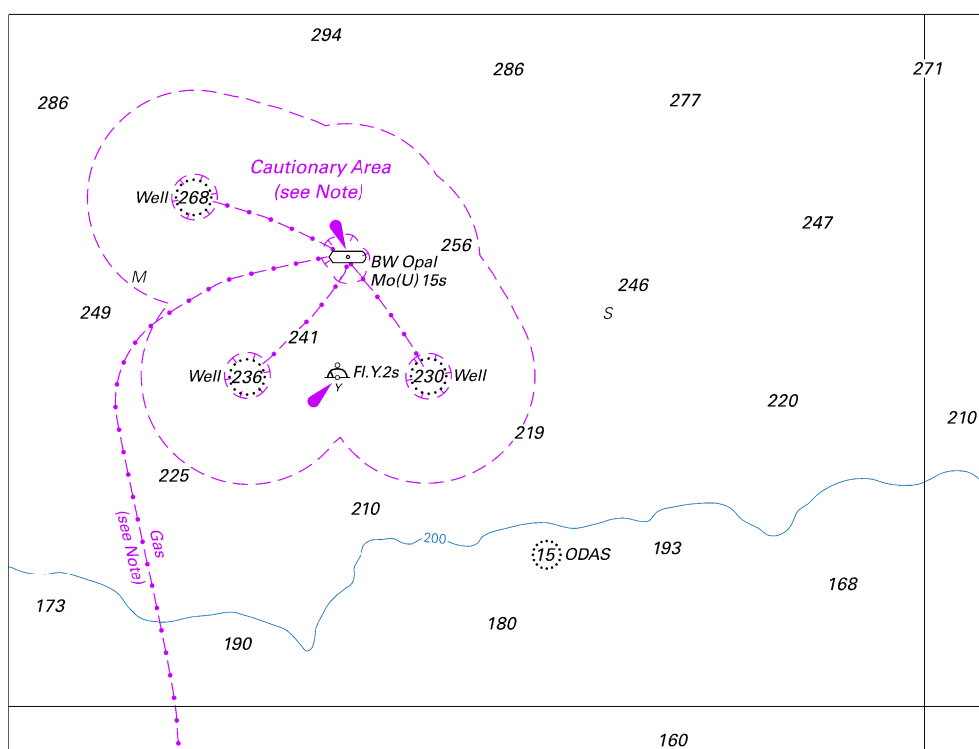 294
286
271
277
286
Cautionary Area
(see Note)
Well 268
247
256
BW Opal
Mo(U) 15s
M
246
249
S
241
Fl.Y.2s
Well 236
230 Well
Y
220
210
219
225
210
200
Gas
(see Note)
193
15 ODAS
168
173
180
190
160